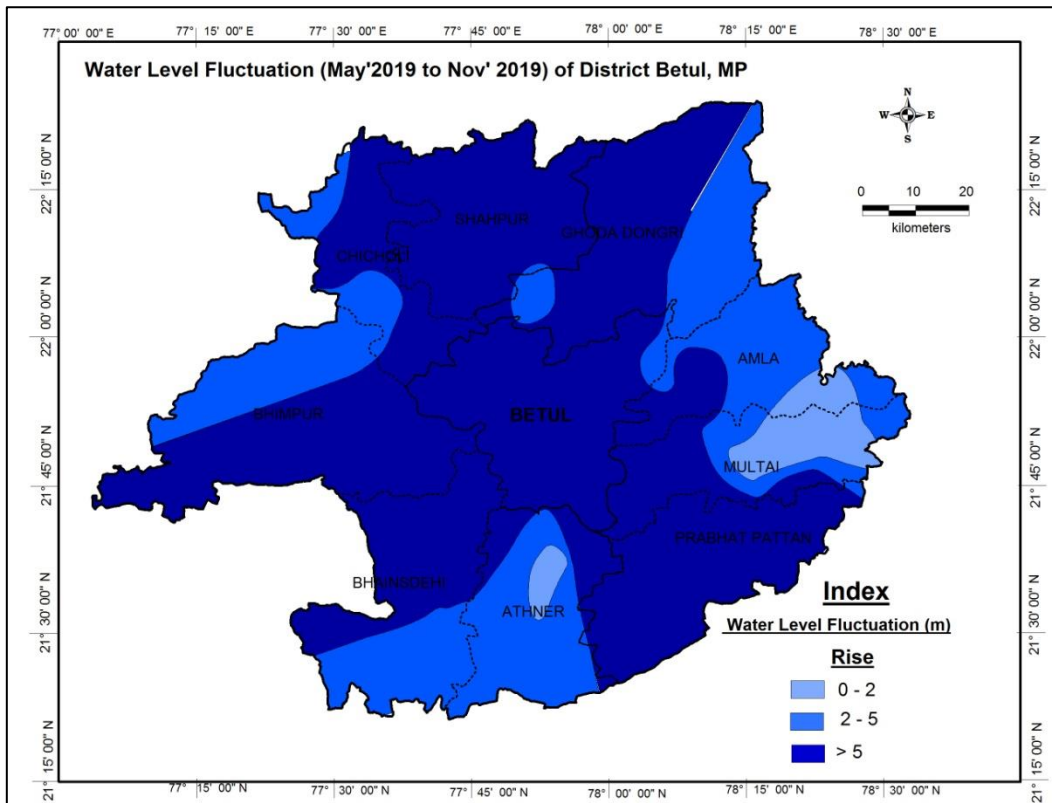 77° 00' 00" E
77° 15' 00" E
77° 30' 00" E
77° 45' 00" E
78° 00' 00" E
78° 15' 00" E
78° 30' 00" E
Water Level Fluctuation (May'2019 to Nov' 2019) of District Betul, MP
N
W E
S
22° 15' 00" N
22° 15' 00" N
0 10 20
kilometers
SHAHPUR
GHODA DONGRI
CHICHOLI
22° 00' 00" N
22° 00' 00" N
AMLA
BHIMPUR
BETUL
MULTAI
21° 45' 00" N
21° 45' 00" N
PRABHAT PATTAN
BHAINSDEHI
ATHNER
21° 30' 00" N
21° 30' 00" N
Index
Water Level Fluctuation (m)
Rise
0 - 2
2 - 5
> 5
21° 15' 00" N
21° 15' 00" N
77° 15' 00" E
77° 30' 00" E
77° 45' 00" E
78° 00' 00" E
78° 15' 00" E
78° 30' 00" E